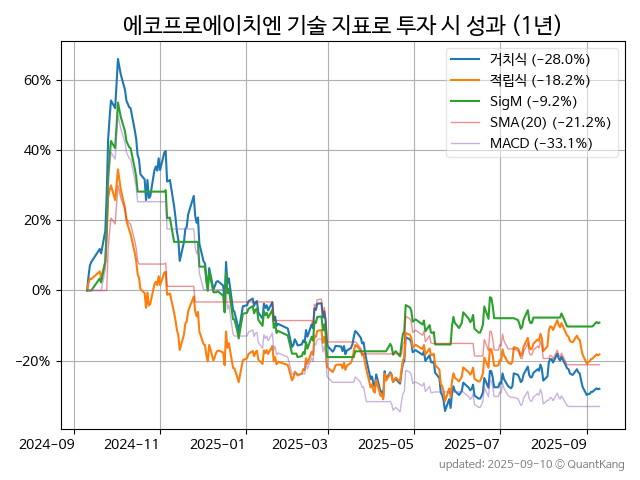 에코프로에이치엔 기술 지표로 투자 시 성과 (1년)
거치식 (−28.0%)
적립식 (−18.2%)
SigM (−9.2%)
SMA(20) (−21.2%)
MACD (−33.1%)
60%
40%
20%
0%
−20%
2024-09 2024-11 2025-01 2025-03 2025-05 2025-07 2025-09
updated: 2025-09-10 © QuantKang